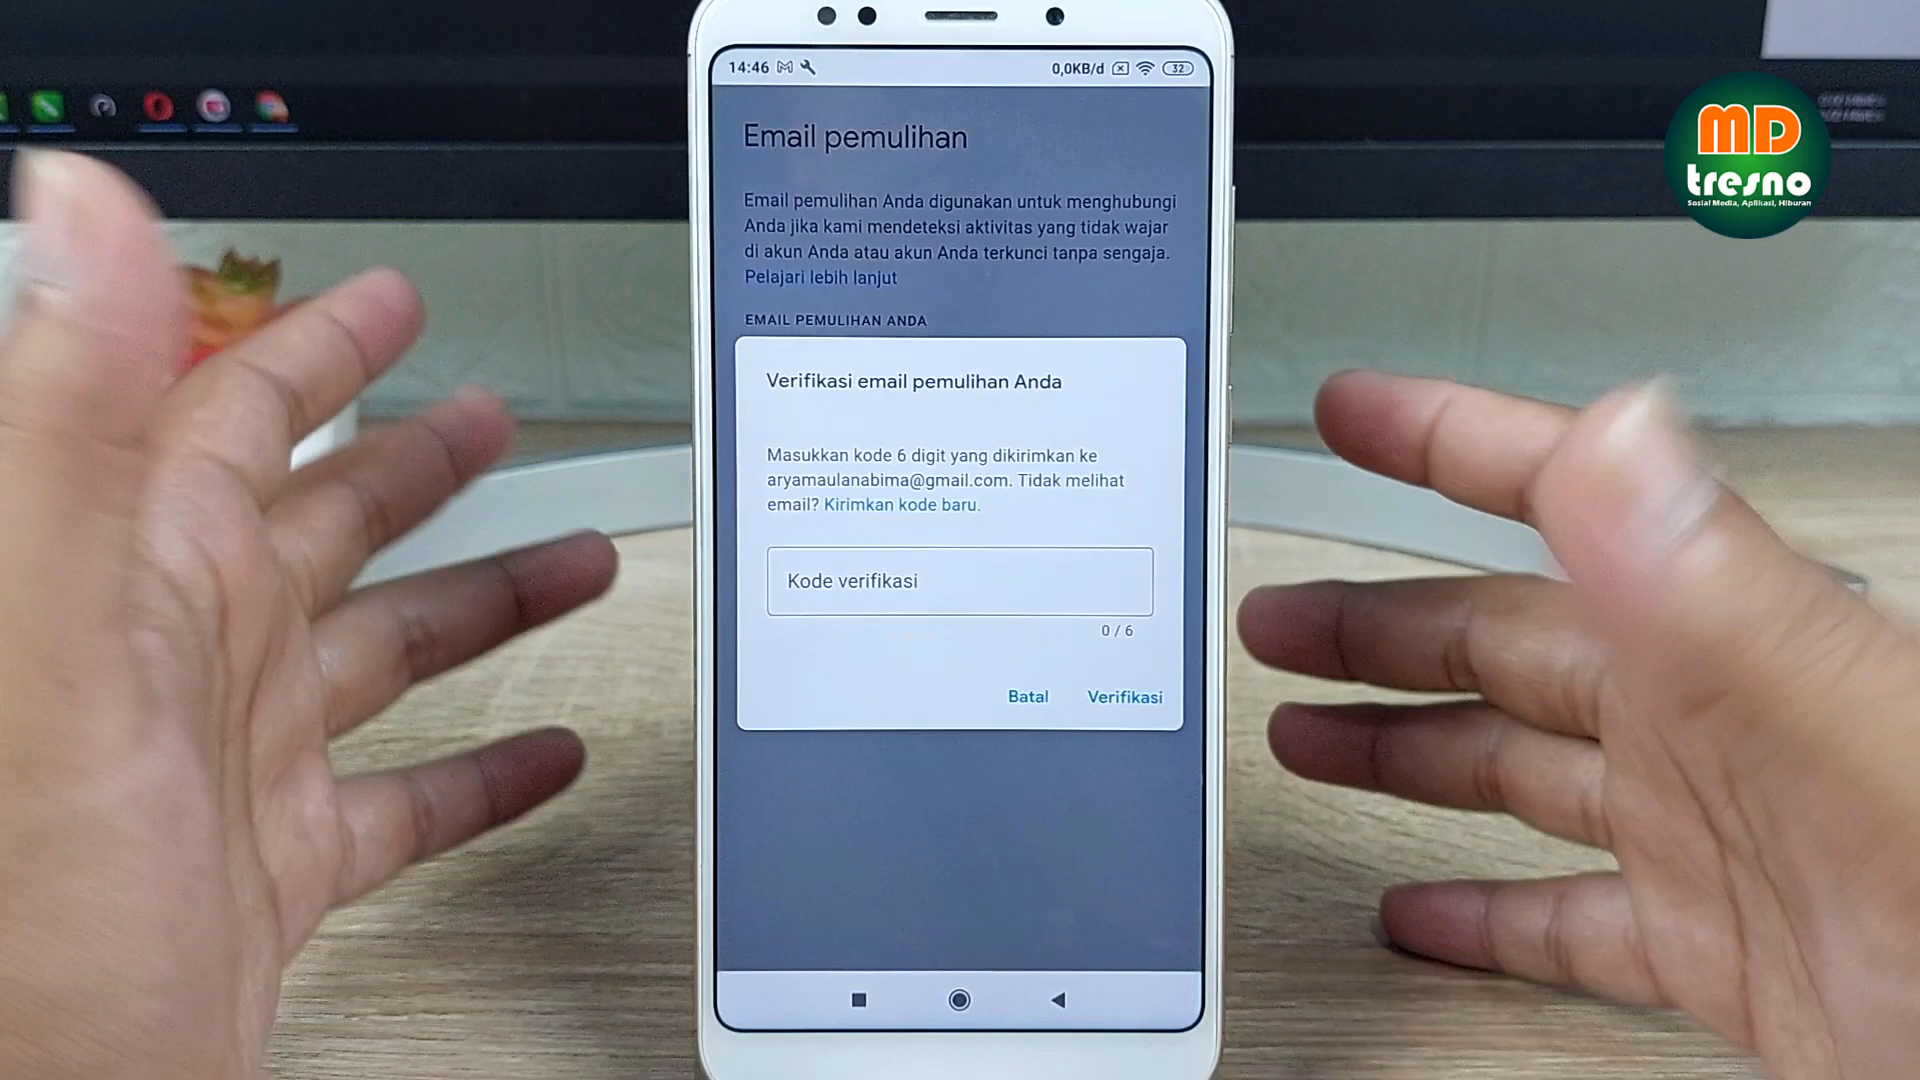 14:46
0,0KB/d
32
Email pemulihan
Email pemulihan Anda digunakan untuk menghubungi
Anda jika kami mendeteksi aktivitas yang tidak wajar
di akun Anda atau akun Anda terkunci tanpa sengaja.
Pelajari lebih lanjut
EMAIL PEMULIHAN ANDA
Verifikasi email pemulihan Anda
Masukkan kode 6 digit yang dikirimkan ke
aryamaulanabima@gmail.com. Tidak melihat
email? Kirimkan kode baru.
Kode verifikasi
0 / 6
Batal
Verifikasi
MD
tresno
Sosial Media, Aplikasi, Hiburan